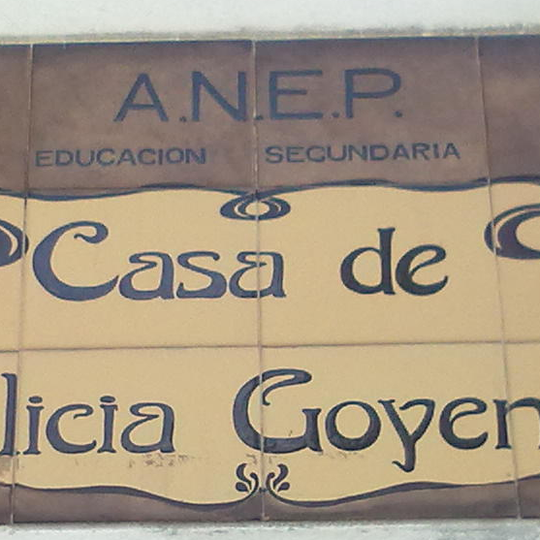 A.N.E.P.
EDUCACION SECUNDARIA
Casa de
licia Goyen